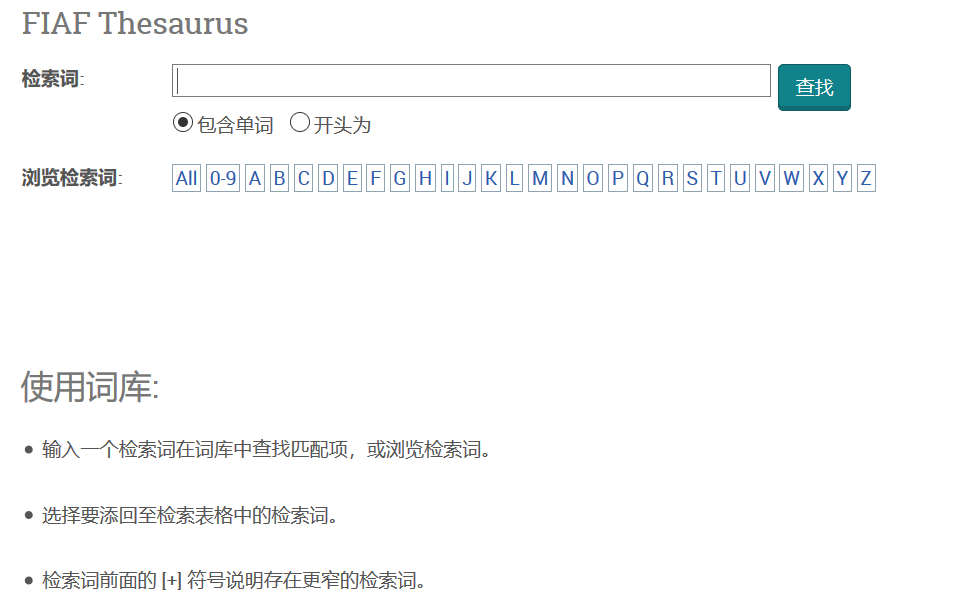 FIAF Thesaurus
检索词:
查找
包含单词 开头为
浏览检索词: All 0-9 A B C D E F G H I J K L M N O P Q R S T U V W X Y Z
使用词库:
• 输入一个检索词在词库中查找匹配项，或浏览检索词。
• 选择要添回至检索表格中的检索词。
• 检索词前面的 [+] 符号说明存在更窄的检索词。